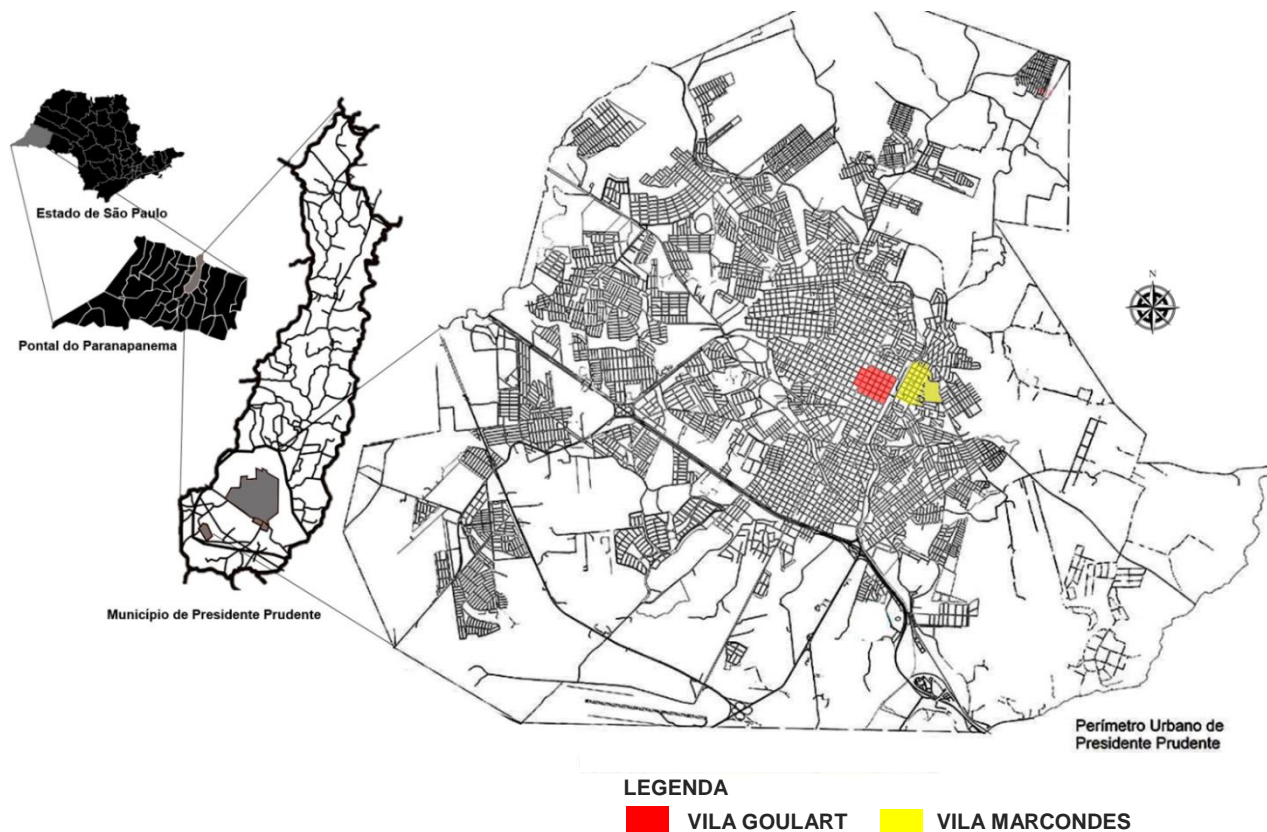 Estado de São Paulo
Pontal do Paranapanema
Município de Presidente Prudente
N
Perímetro Urbano de
Presidente Prudente
LEGENDA
VILA GOULART VILA MARCONDES